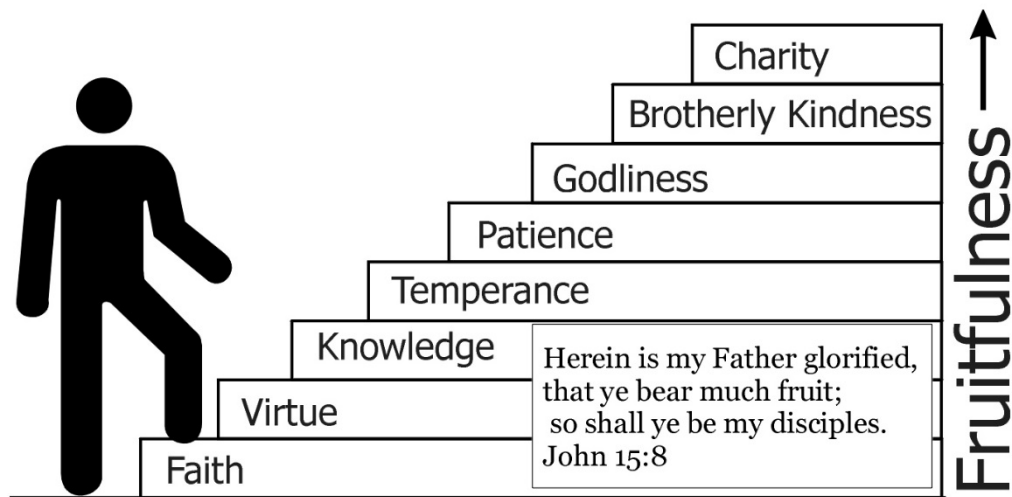 Charity
Brotherly Kindness
Godliness
Patience
Temperance
Knowledge
Virtue
Faith
Herein is my Father glorified,
that ye bear much fruit;
so shall ye be my disciples.
John 15:8
Fruitfulness